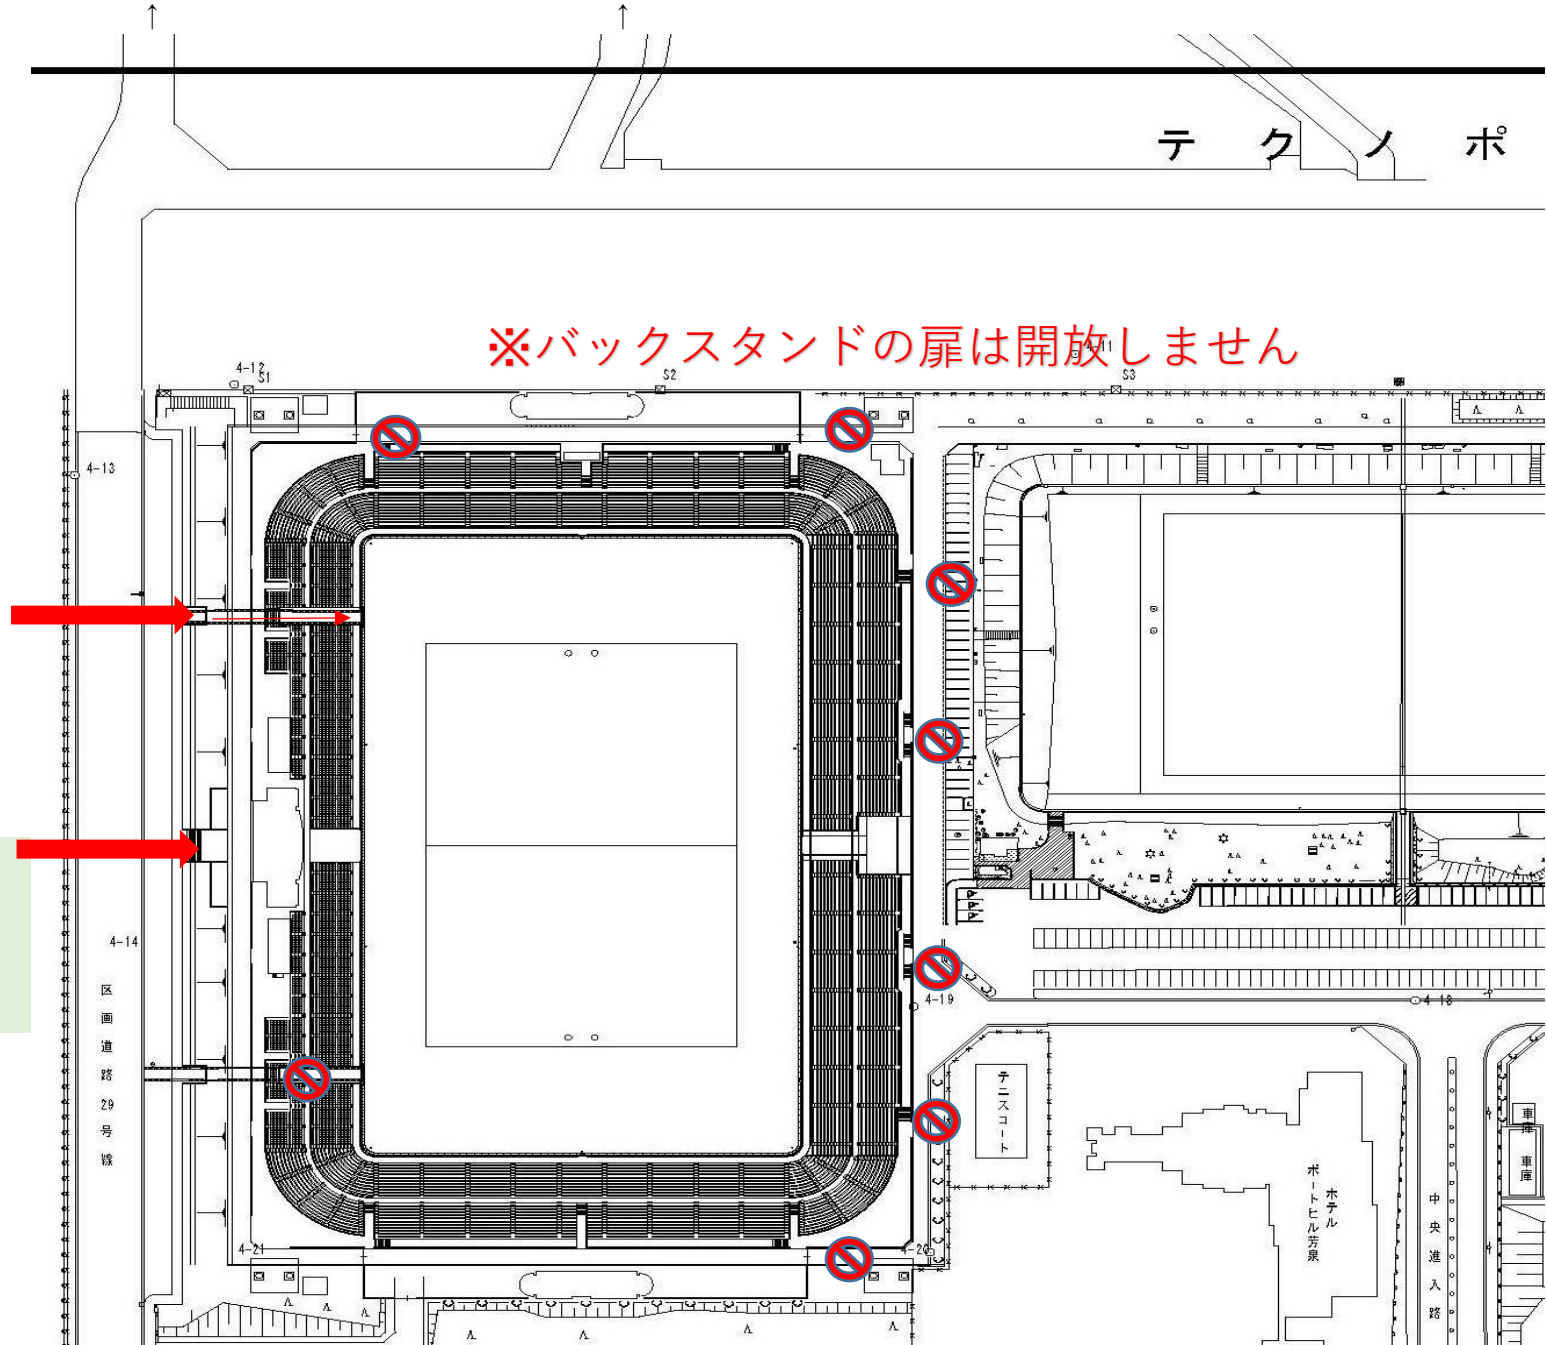 ↑ ↑
テクノポ
※バックスタンドの扉は開放しません
4-11
4-12
S1
S2
S3
4-13
4-14
区画道路29号線
4-19
4-18
テニスコート
車庫
車庫
ホテル
ポートヒル芳泉
中央進入路
4-21
4-20